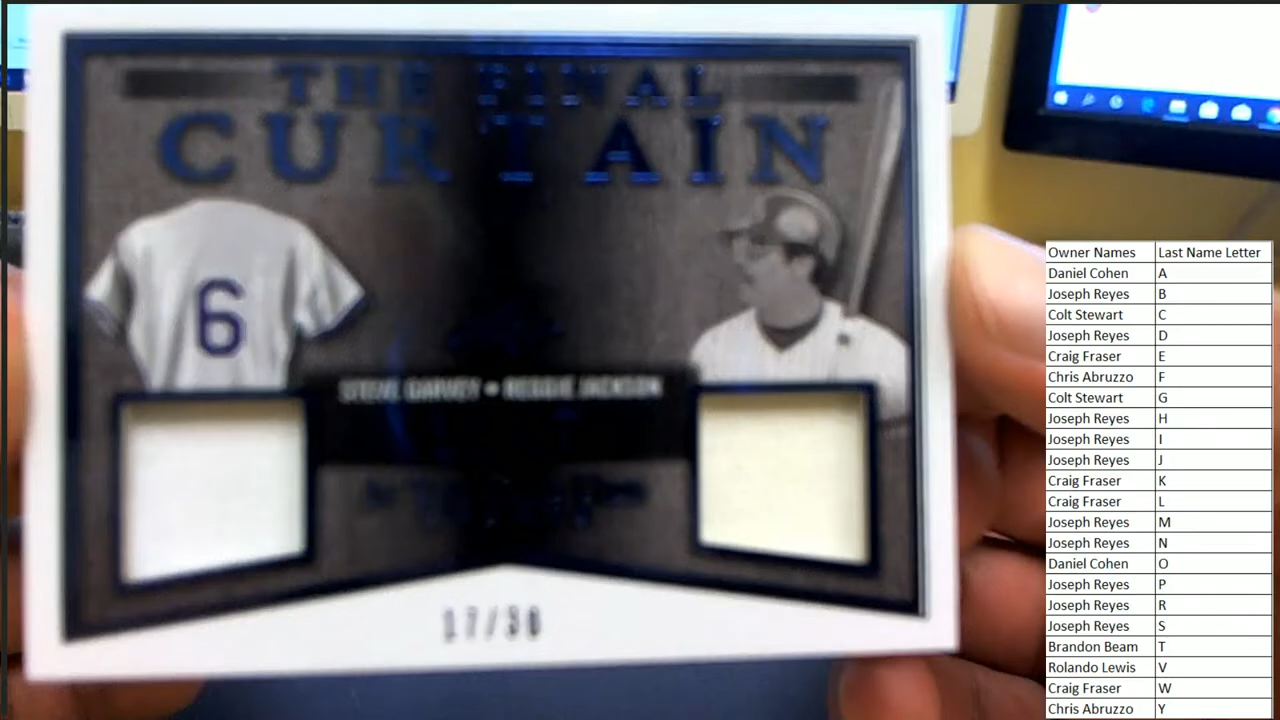 THE FINAL
CURTAIN
6
STEVE GARVEY • REGGIE JACKSON
17/36
Owner Names Last Name Letter
Daniel Cohen A
Joseph Reyes B
Colt Stewart C
Joseph Reyes D
Craig Fraser E
Chris Abruzzo F
Colt Stewart G
Joseph Reyes H
Joseph Reyes I
Joseph Reyes J
Craig Fraser K
Craig Fraser L
Joseph Reyes M
Joseph Reyes N
Daniel Cohen O
Joseph Reyes P
Joseph Reyes R
Joseph Reyes S
Brandon Beam T
Rolando Lewis V
Craig Fraser W
Chris Abruzzo Y